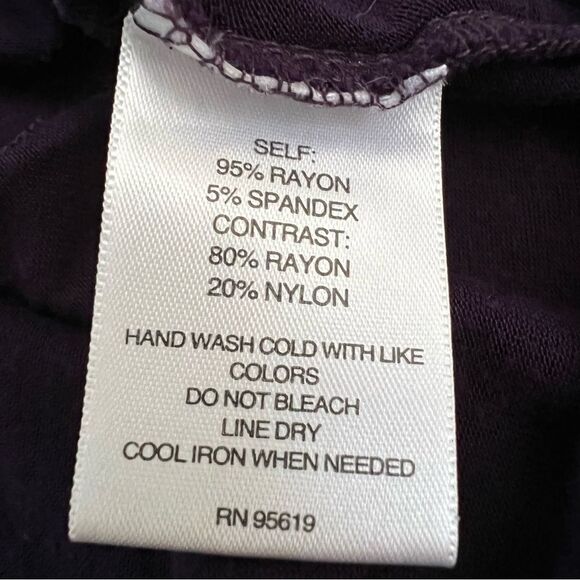 SELF:
95% RAYON
5% SPANDEX
CONTRAST:
80% RAYON
20% NYLON
HAND WASH COLD WITH LIKE
COLORS
DO NOT BLEACH
LINE DRY
COOL IRON WHEN NEEDED
RN 95619